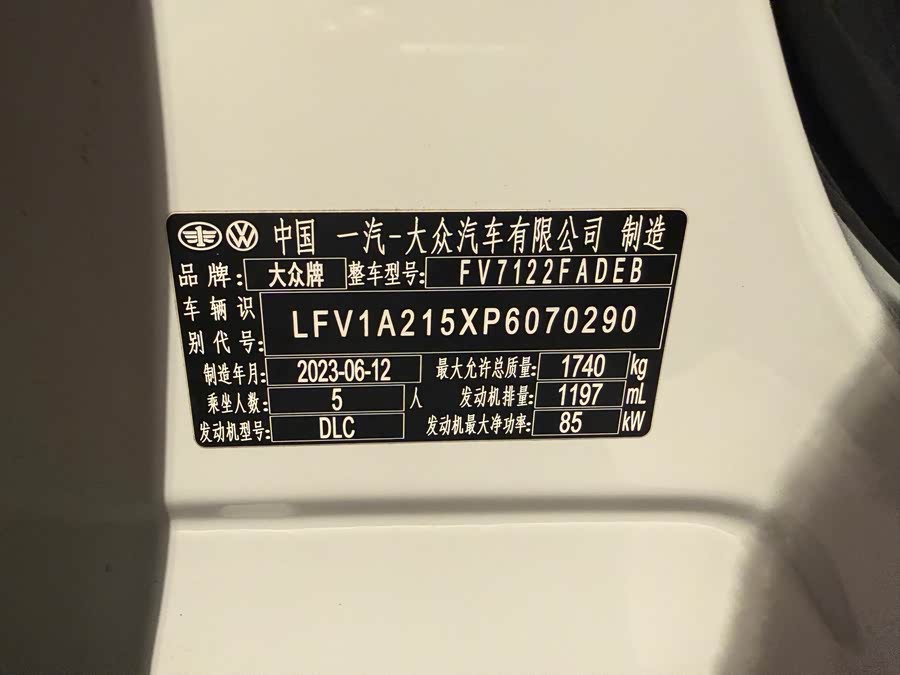 中国 一汽-大众汽车有限公司 制造
品牌: 大众牌 整车型号: FV7122FADEB
车辆识别代号: LFV1A215XP6070290
制造年月: 2023-06-12 最大允许总质量: 1740 kg
乘坐人数: 5 人 发动机排量: 1197 mL
发动机型号: DLC 发动机最大净功率: 85 kW